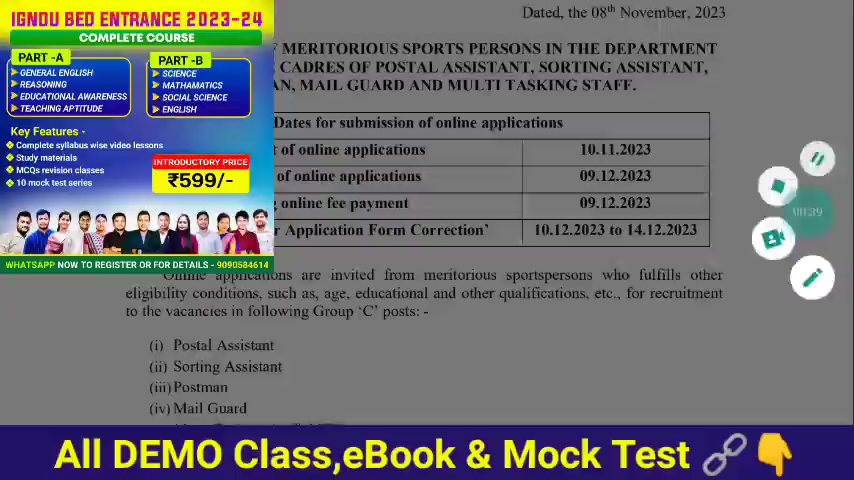 IGNDU BED ENTRANCE 2023-24
COMPLETE COURSE
PART -A
GENERAL ENGLISH
REASONING
EDUCATIONAL AWARENESS
TEACHING APTITUDE
PART -B
SCIENCE
MATHAMATICS
SOCIAL SCIENCE
ENGLISH
Key Features -
Complete syllabus wise video lessons
Study materials
MCQs revision classes
10 mock test series
INTRODUCTORY PRICE
₹599/-
WHATSAPP NOW TO REGISTER OR FOR DETAILS - 9090584614
Dated, the 08th November, 2023
F MERITORIOUS SPORTS PERSONS IN THE DEPARTMENT
CADRES OF POSTAL ASSISTANT, SORTING ASSISTANT,
AN, MAIL GUARD AND MULTI TASKING STAFF.
Dates for submission of online applications
t of online applications 10.11.2023
of online applications 09.12.2023
online fee payment 09.12.2023
r Application Form Correction’ 10.12.2023 to 14.12.2023
Online applications are invited from meritorious sportspersons who fulfills other
eligibility conditions, such as, age, educational and other qualifications, etc., for recruitment
to the vacancies in following Group ‘C’ posts: -
(i) Postal Assistant
(ii) Sorting Assistant
(iii) Postman
(iv) Mail Guard
All DEMO Class,eBook & Mock Test